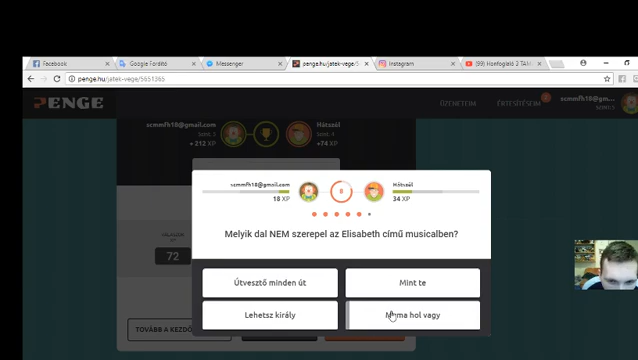 Facebook
Google Fordító
Messenger
penge.hu/jatek-vege/5
Instagram
(99) Honfoglaló 2 TÁM
penge.hu/jatek-vege/5651365
PENGE
ÜZENETEIM
ÉRTESÍTÉSEIM
scmmfh18@gmail.com
+ 212 XP
Hátszél
+74 XP
72
TOVÁBB A KEZDŐ
scmmfh18@gmail.com
18 XP
8
Hátszél
34 XP
Melyik dal NEM szerepel az Elisabeth című musicalben?
Útvesztő minden út
Mint te
Lehetsz király
Mama hol vagy